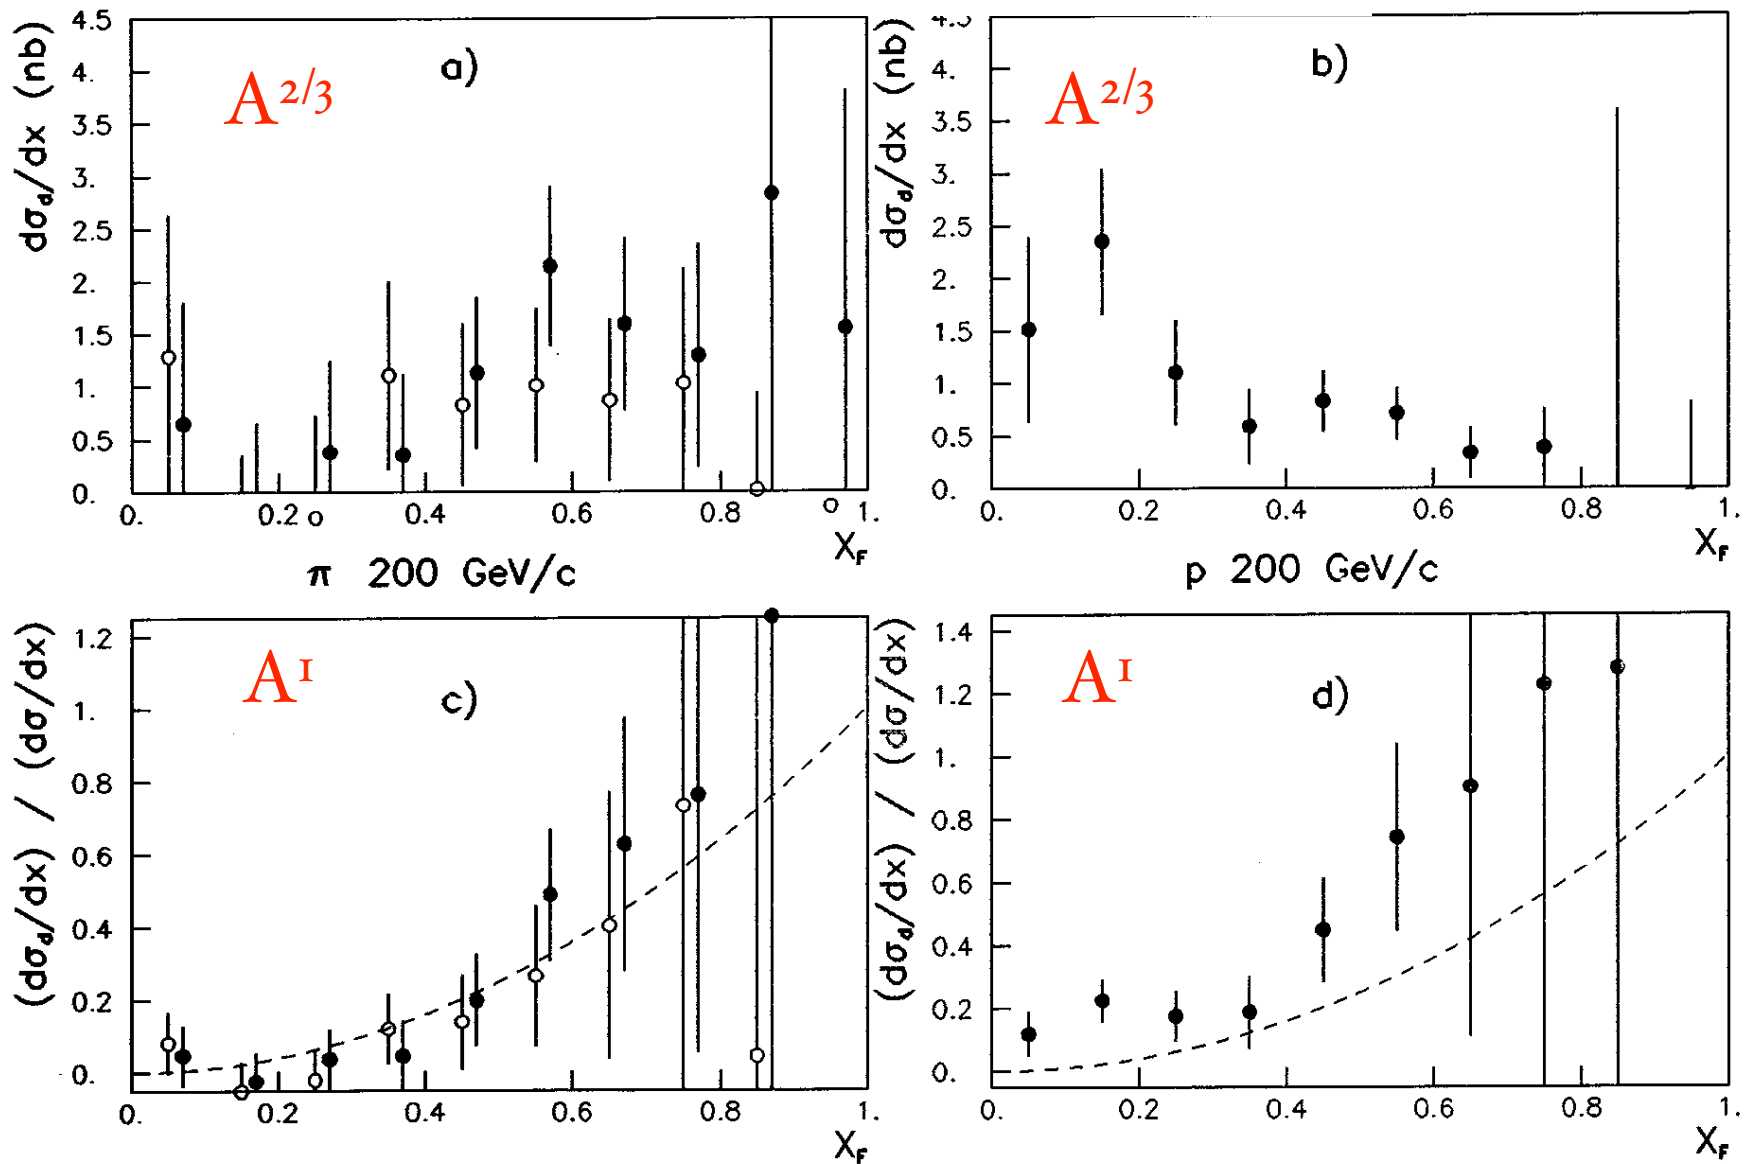 dσd/dx (nb)
4.5
4.
3.5
3.
2.5
2.
1.5
1.
0.5
0.
a)
A2/3
0. 0.2 0.4 0.6 0.8 1.
XF
π 200 GeV/c
dσd/dx (nb)
4.5
4.
3.5
3.
2.5
2.
1.5
1.
0.5
0.
b)
A2/3
0. 0.2 0.4 0.6 0.8 1.
XF
p 200 GeV/c
(dσd/dx) / (dσ/dx)
1.2
1.
0.8
0.6
0.4
0.2
0.
c)
A1
0. 0.2 0.4 0.6 0.8 1.
XF
(dσd/dx) / (dσ/dx)
1.4
1.2
1.
0.8
0.6
0.4
0.2
0.
d)
A1
0. 0.2 0.4 0.6 0.8 1.
XF